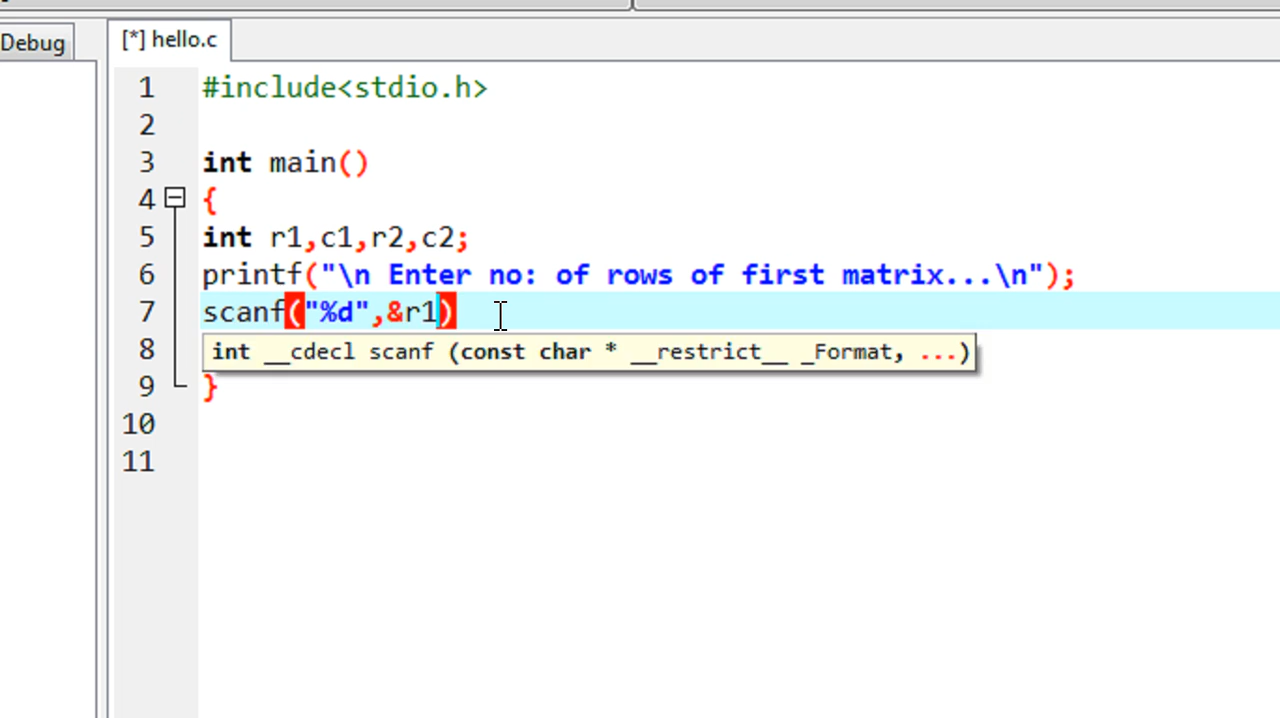 Debug
[*] hello.c
1 #include<stdio.h>
2
3 int main()
4 {
5 int r1,c1,r2,c2;
6 printf("\n Enter no: of rows of first matrix...\n");
7 scanf("%d",&r1)
8 int __cdecl scanf (const char * __restrict__ _Format, ...)
9 }
10
11